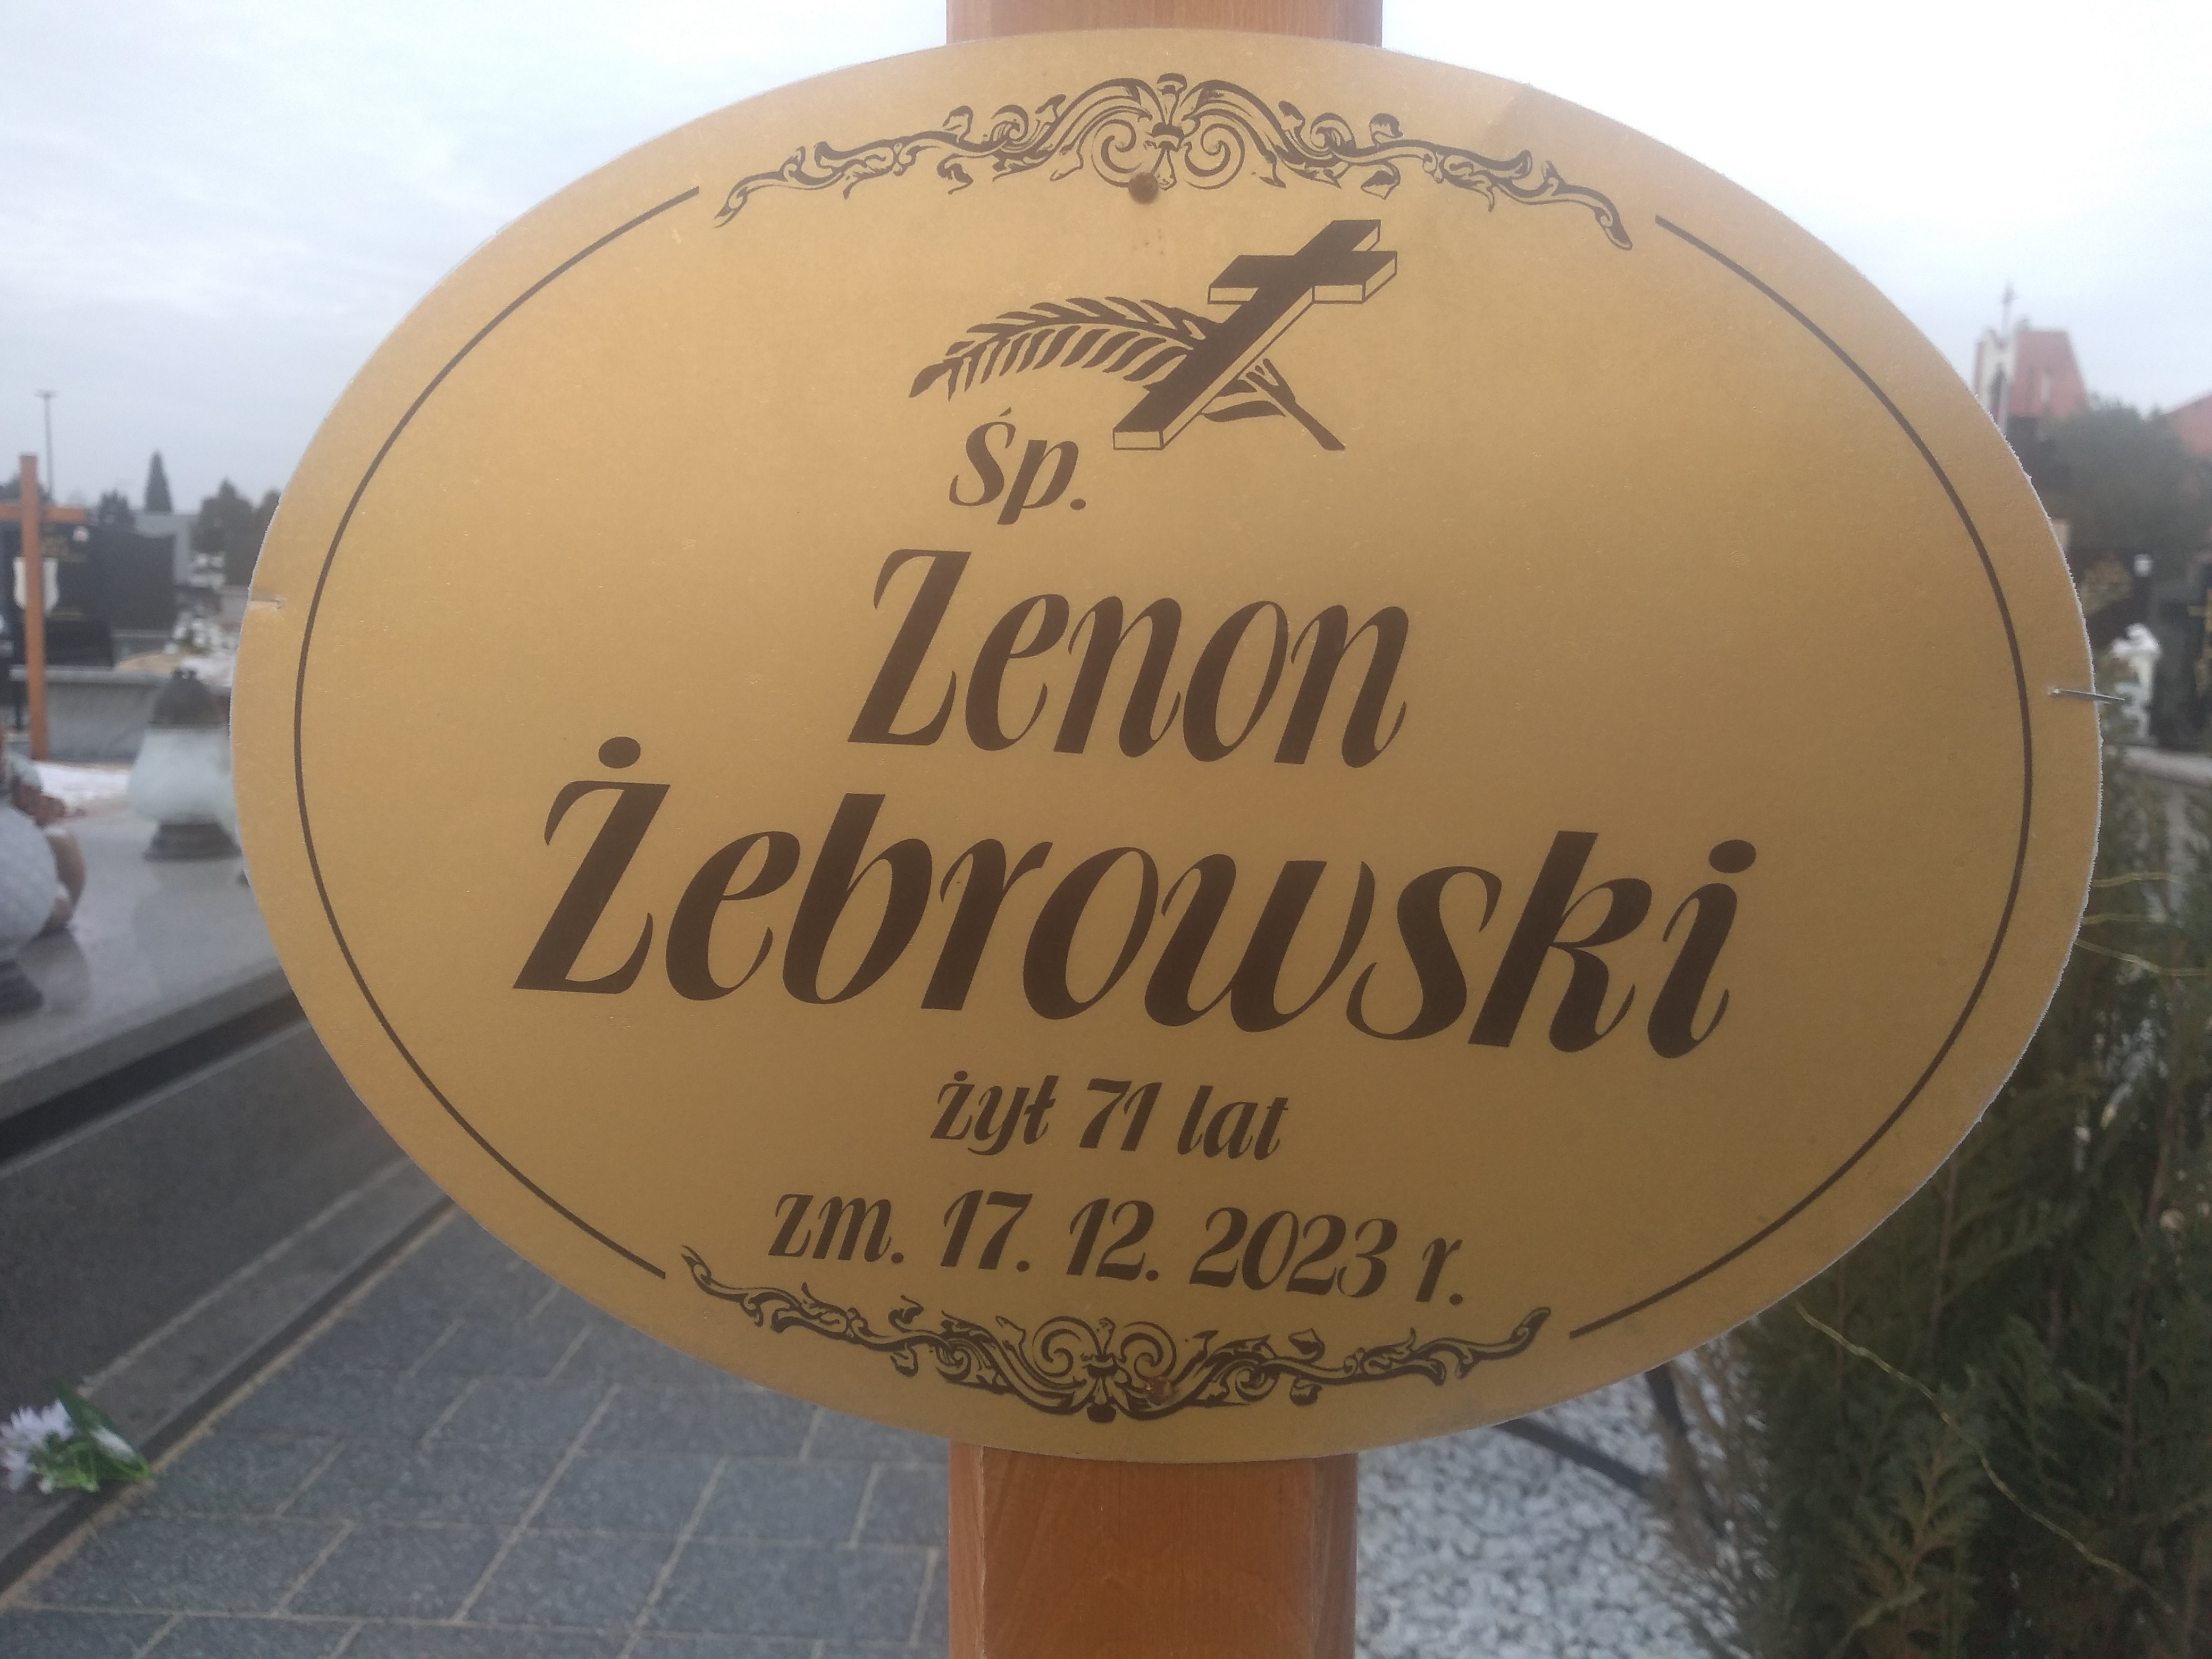 śp.
Zenon
Żebrowski
żył 71 lat
zm. 17. 12. 2023 r.